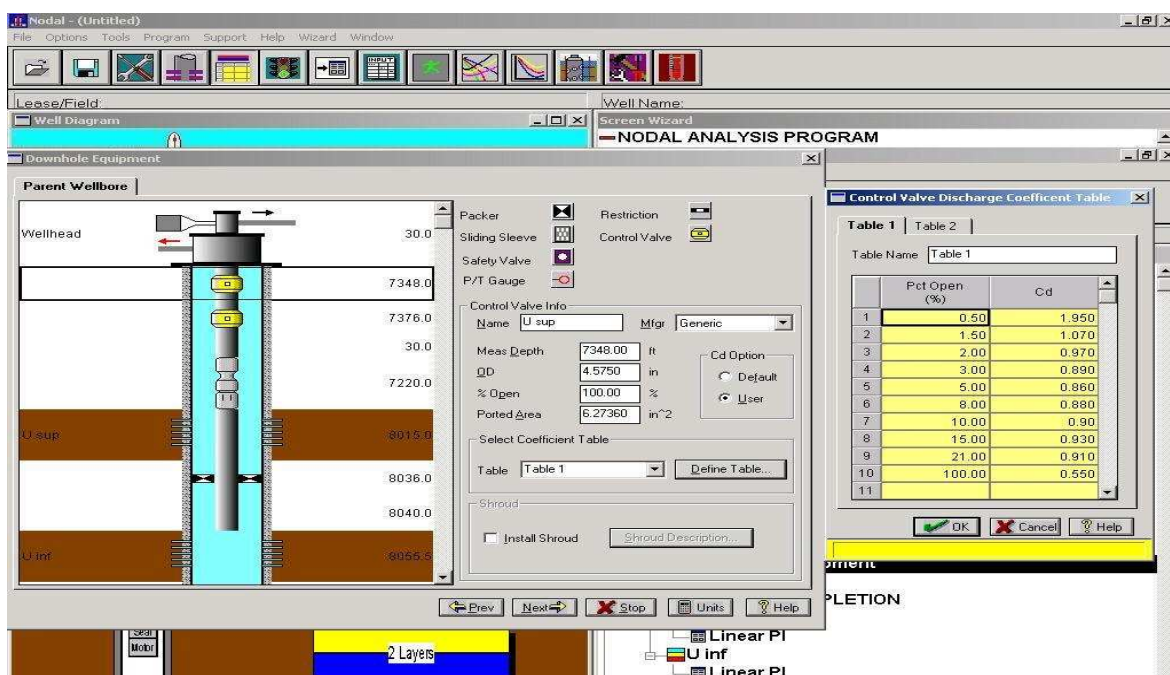 Nodal - (Untitled)
File Options Tools Program Support Help Wizard Window
INPUT
Lease/Field: Well Name:
Well Diagram
Screen Wizard
NODAL ANALYSIS PROGRAM
Downhole Equipment
Parent Wellbore
Wellhead 30.0
7348.0
7376.0
30.0
7220.0
U sup 8015.0
8036.0
8040.0
U inf 8055.5
Packer Restriction
Sliding Sleeve Control Valve
Safety Valve
P/T Gauge
Control Valve Info
Name U sup Mfgr Generic
Meas Depth 7348.00 ft
OD 4.5750 in
% Open 100.00 %
Ported Area 6.27360 in^2
Cd Option
Default
User
Select Coefficient Table
Table Table 1 Define Table...
Shroud
Install Shroud Shroud Description...
Prev Next Stop Units Help
Control Valve Discharge Coefficent Table
Table 1 Table 2
Table Name Table 1
Pct Open (%) Cd
1 0.50 1.950
2 1.50 1.070
3 2.00 0.970
4 3.00 0.890
5 5.00 0.860
6 8.00 0.880
7 10.00 0.90
8 15.00 0.930
9 21.00 0.910
10 100.00 0.550
11
OK Cancel Help
PLETION
Seal
Motor
2 Layers
Linear PI
U inf
Linear PI